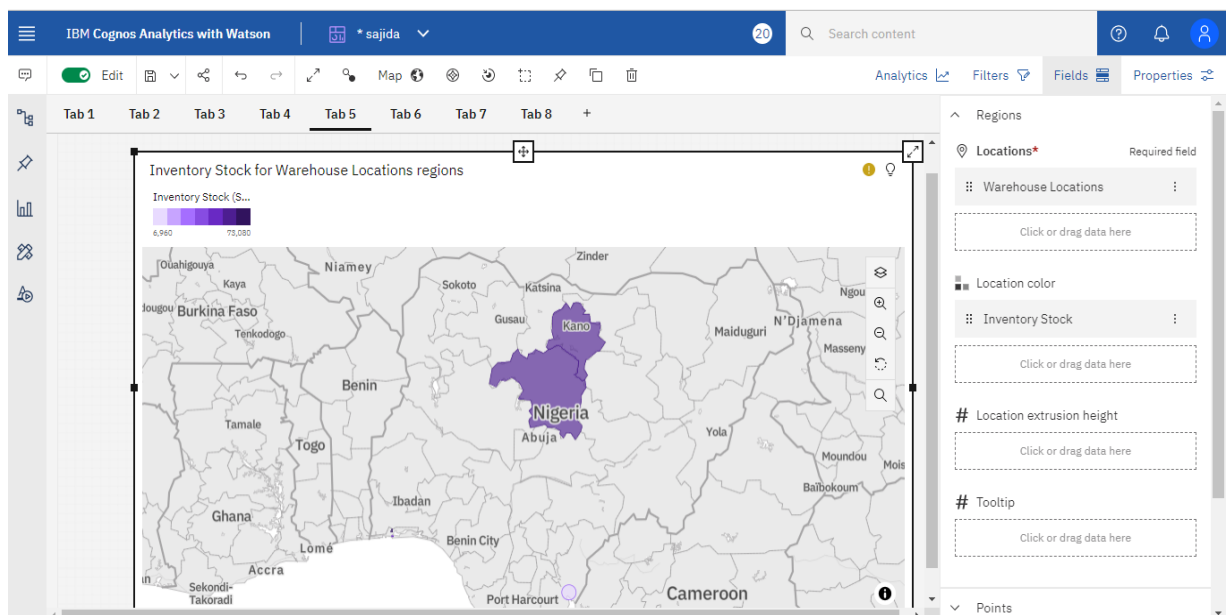 IBM Cognos Analytics with Watson
* sajida
20
Search content
Edit
Map
Analytics
Filters
Fields
Properties
Tab 1
Tab 2
Tab 3
Tab 4
Tab 5
Tab 6
Tab 7
Tab 8
+
Inventory Stock for Warehouse Locations regions
Inventory Stock (S...
6,960
73,080
Ouahigouya
Niamey
Zinder
Kaya
Sokoto
Katsina
Ngou
dougou
Burkina Faso
Gusau
Kano
N'Djamena
Tenkodogo
Maiduguri
Masseny
Benin
Nigeria
Tamale
Abuja
Yola
Togo
Moundou
Mois
Baïbokoum
Ibadan
Ghana
Benin City
Lomé
Accra
Sekondi-
Takoradi
Port Harcourt
Cameroon
Regions
Locations*
Required field
Warehouse Locations
Click or drag data here
Location color
Inventory Stock
Click or drag data here
# Location extrusion height
Click or drag data here
# Tooltip
Click or drag data here
Points